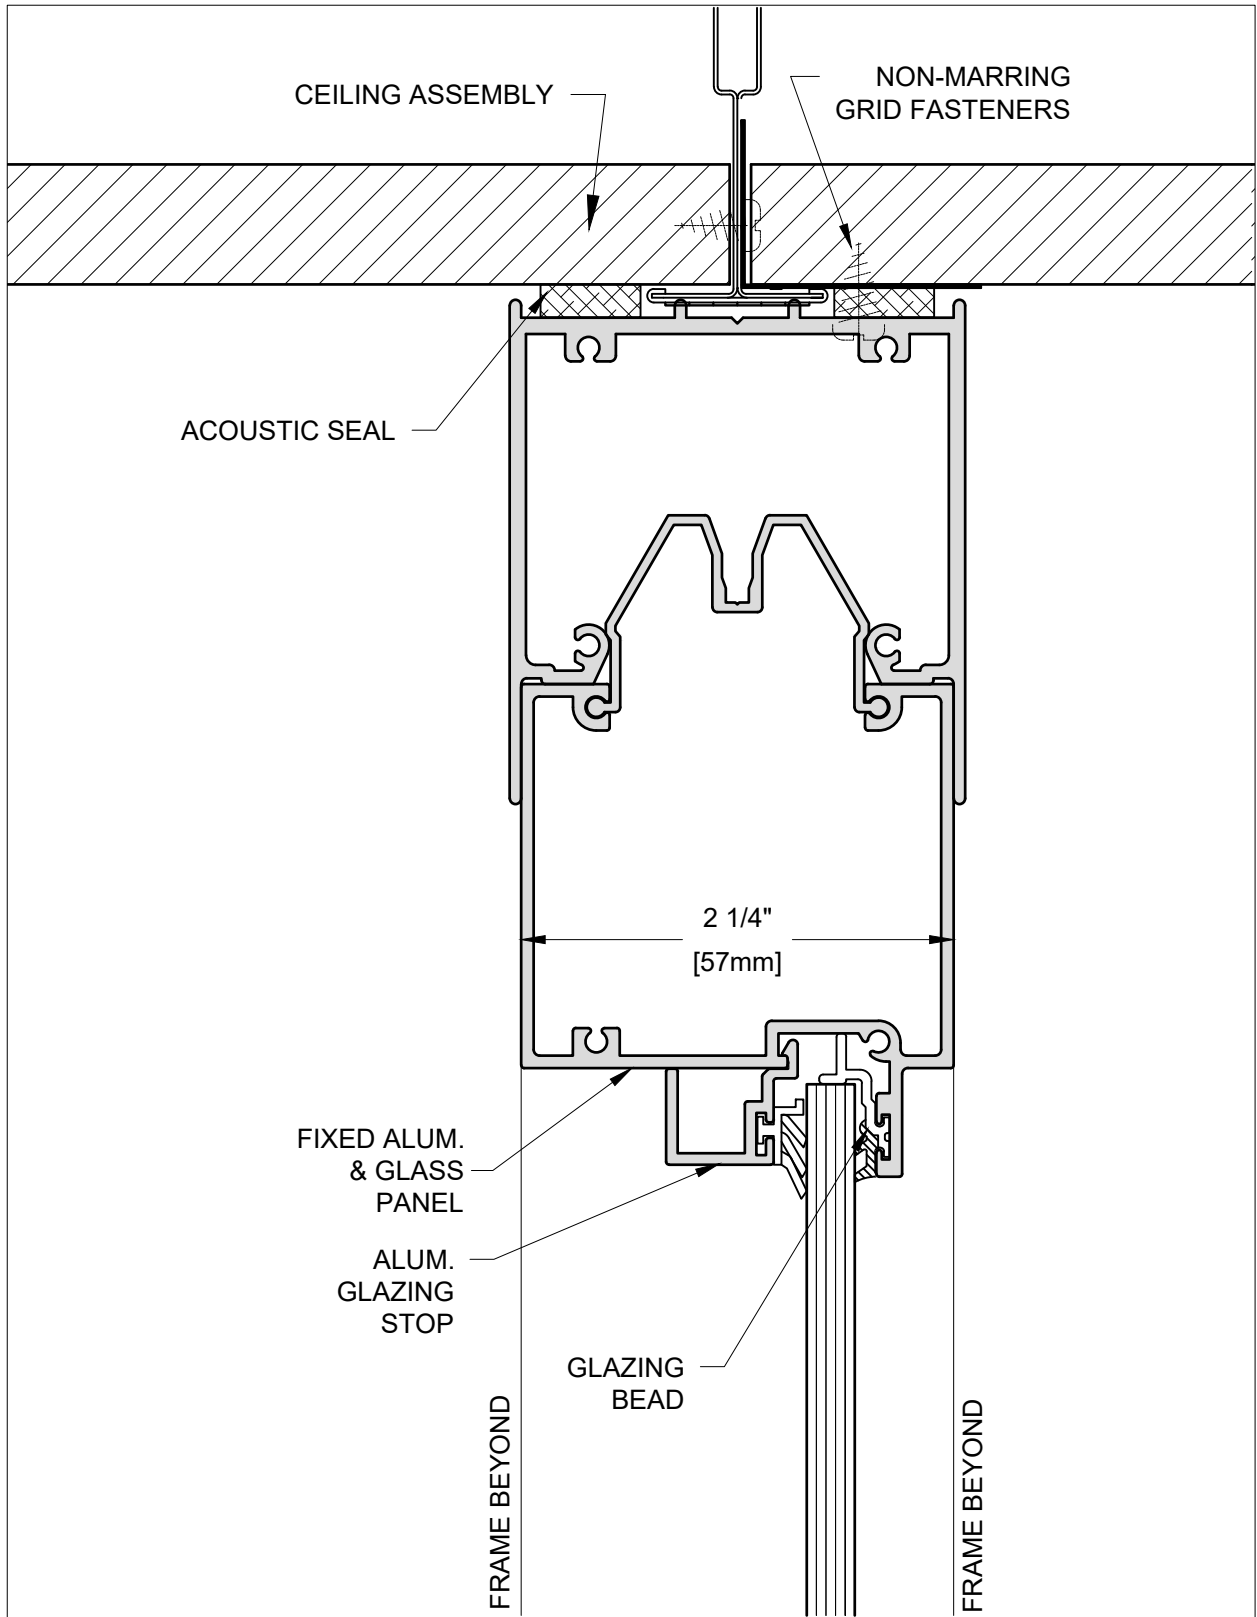 CEILING ASSEMBLY
NON-MARRING
GRID FASTENERS
ACOUSTIC SEAL
2 1/4"
[57mm]
FIXED ALUM.
& GLASS
PANEL
ALUM.
GLAZING
STOP
GLAZING
BEAD
FRAME BEYOND
FRAME BEYOND